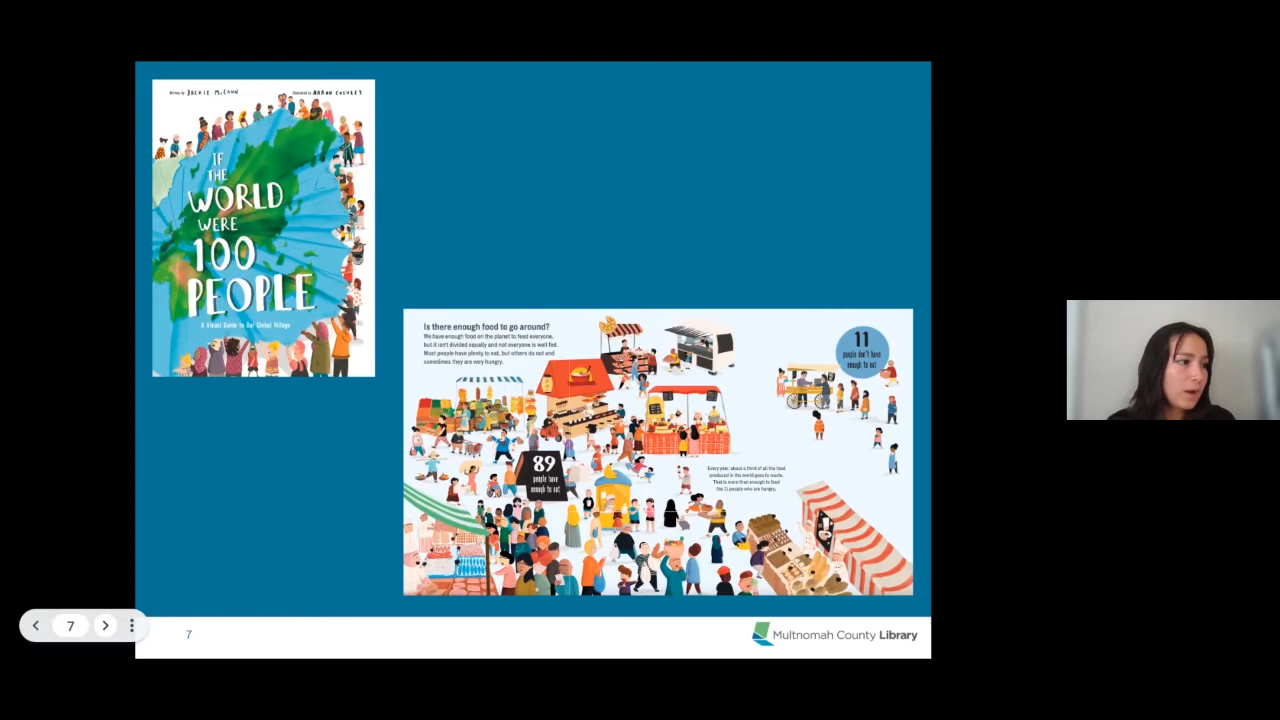 Written by JACKIE McCANN
Illustrated by AARON CUSHLEY
IF
THE
WORLD
WERE
100
PEOPLE
A Visual Guide to Our Global Village
Is there enough food to go around?
We have enough food on the planet to feed everyone,
but it isn't divided equally and not everyone is well fed.
Most people have plenty to eat, but others do not and
sometimes they are very hungry.
11
people don't have
enough to eat
89
people have
enough to eat
Every year, about a third of all the food
produced in the world goes to waste.
That is more than enough to feed
the 11 people who are hungry.
7
7
Multnomah County Library